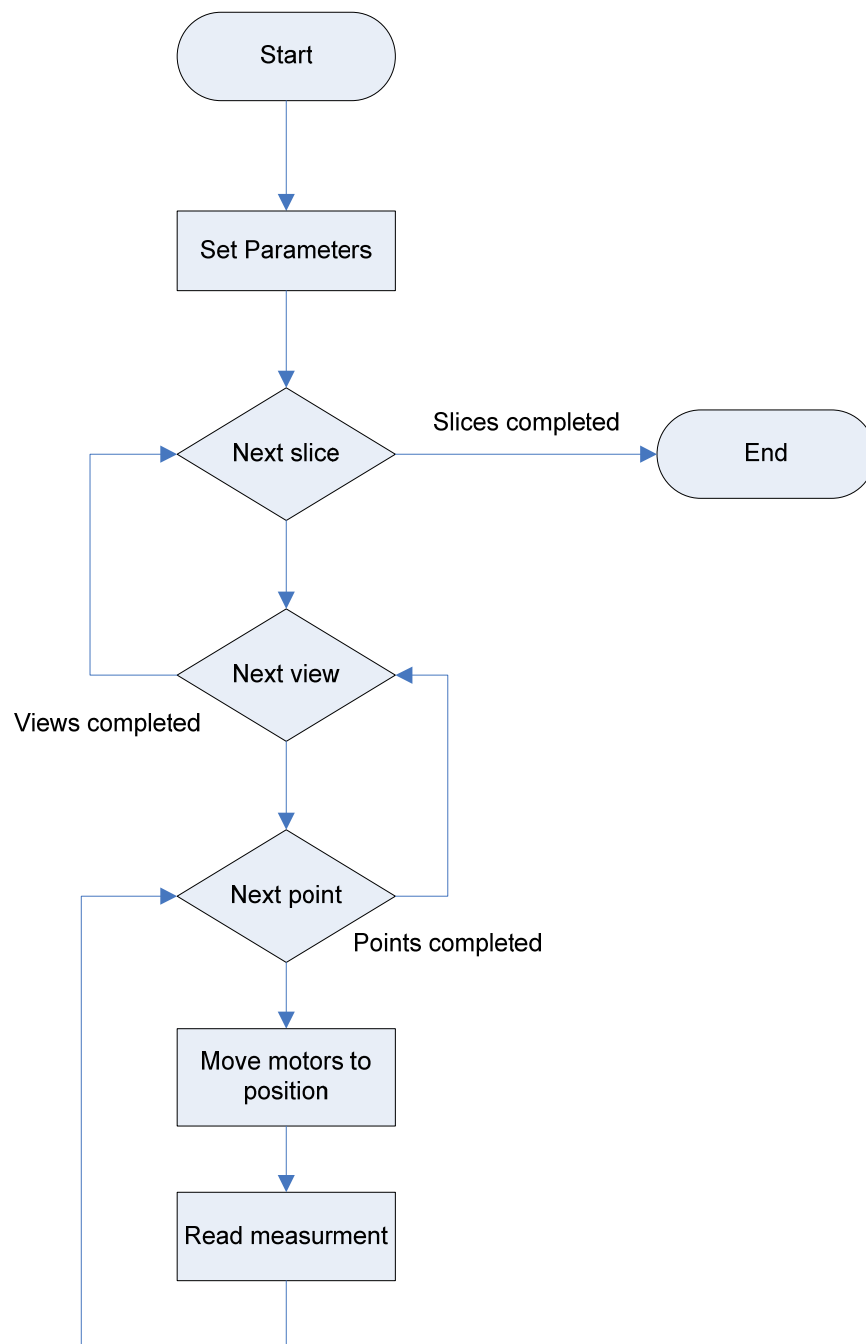 Start
Set Parameters
Next slice
Slices completed
End
Next view
Views completed
Next point
Points completed
Move motors to
position
Read measurment